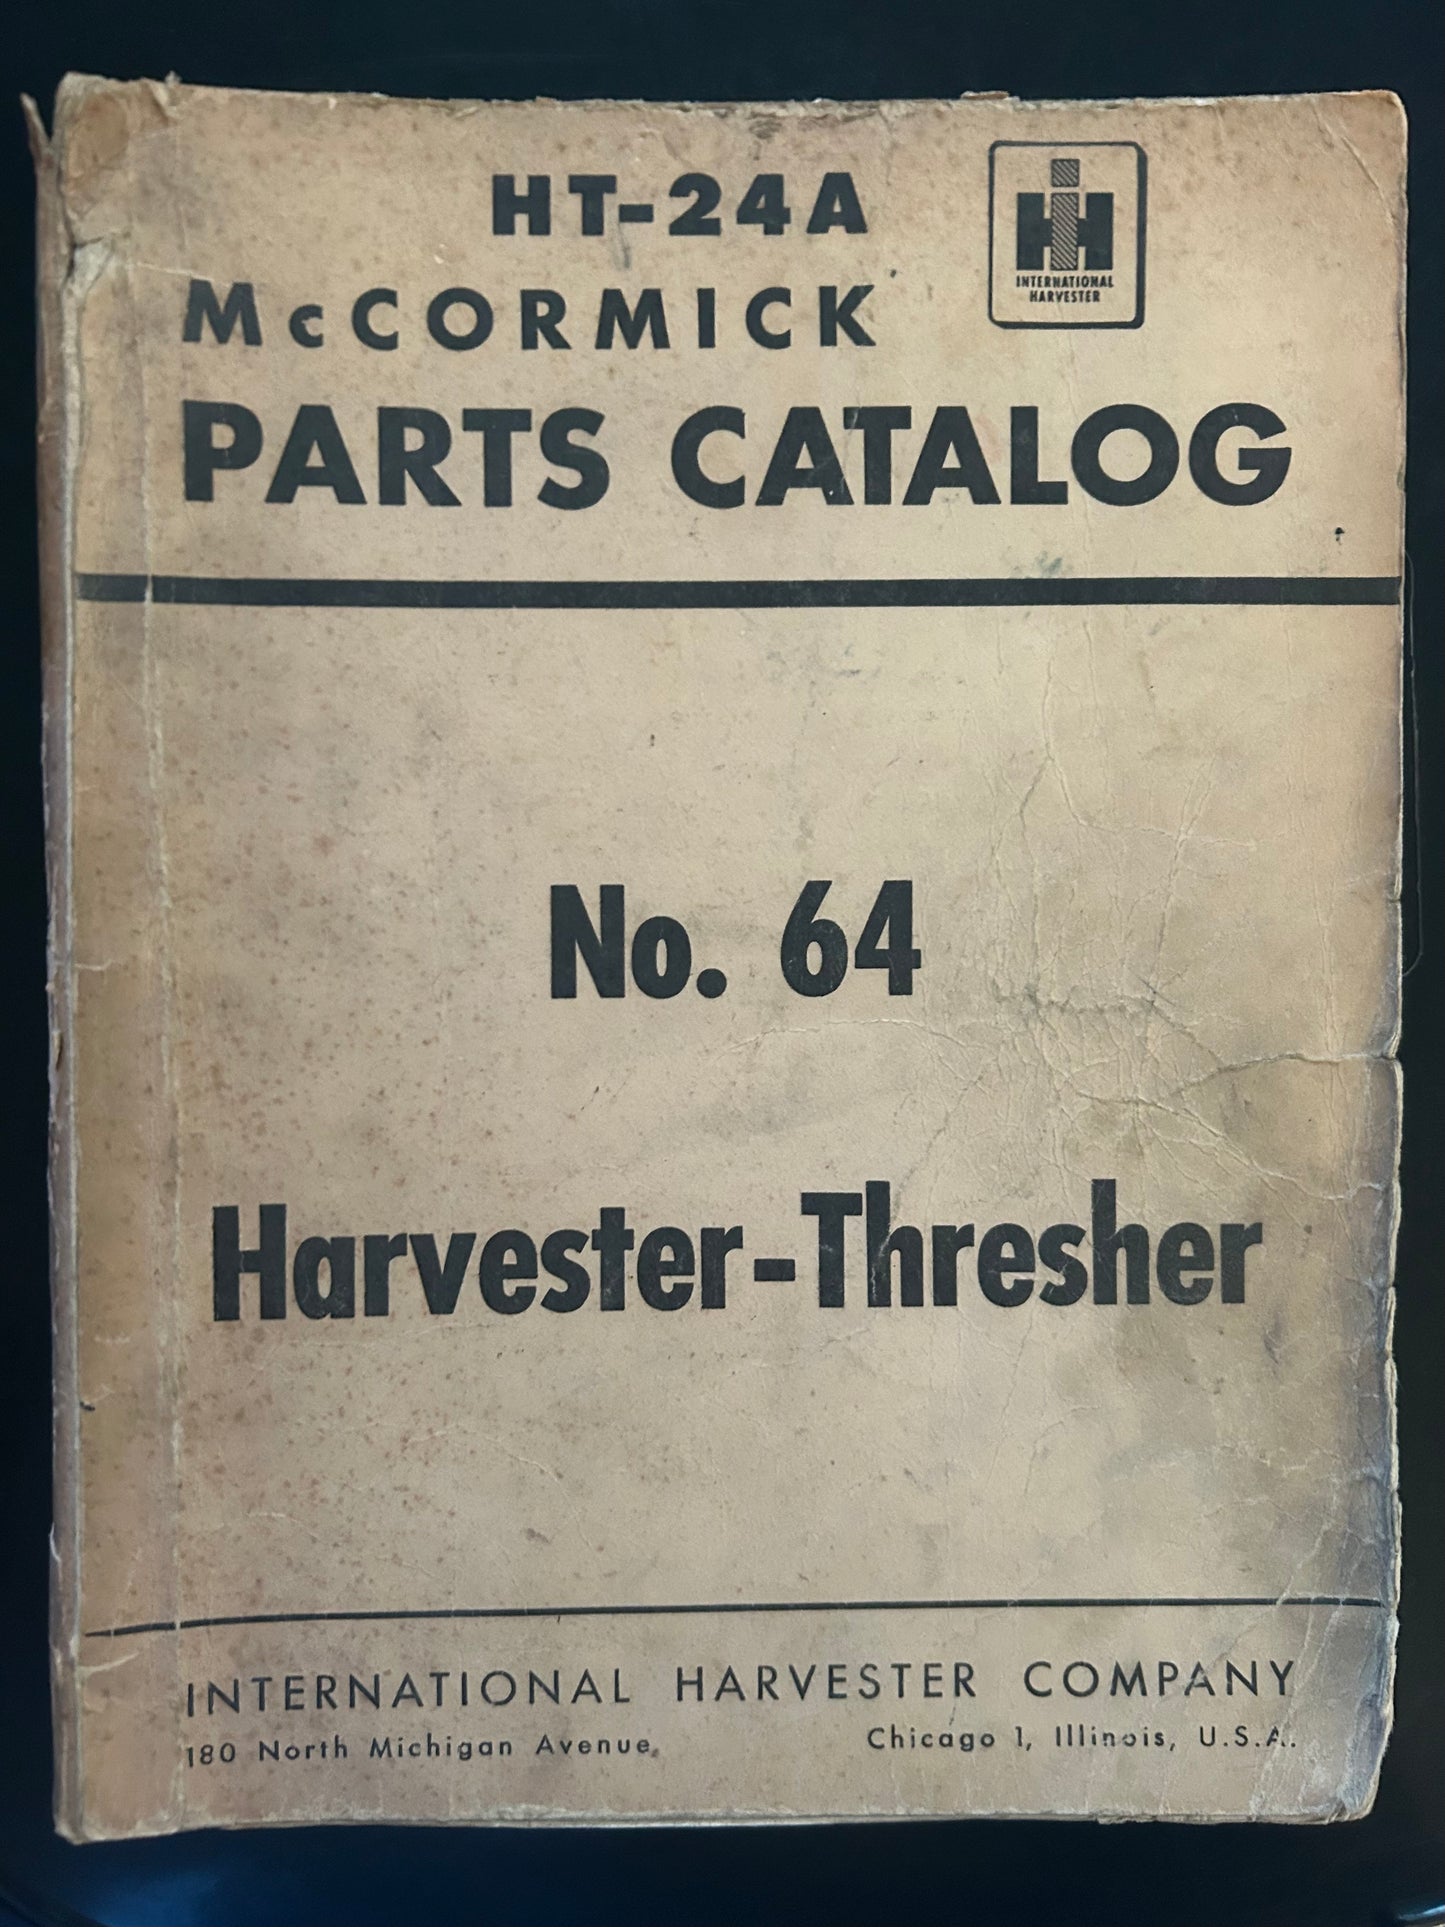 HT-24A
McCORMICK
PARTS CATALOG
IH
INTERNATIONAL
HARVESTER
No. 64
Harvester-Thresher
INTERNATIONAL HARVESTER COMPANY
180 North Michigan Avenue, Chicago 1, Illinois, U.S.A.